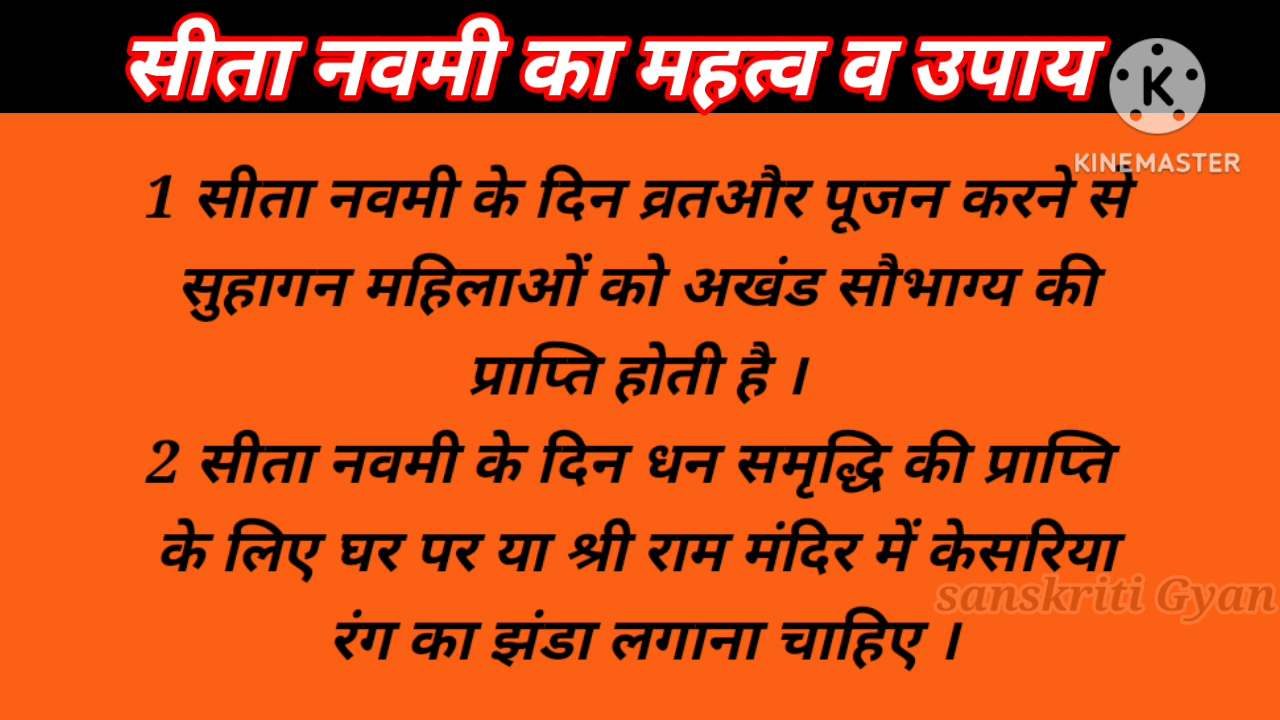 सीता नवमी का महत्व व उपाय
K
KINEMASTER
1 सीता नवमी के दिन व्रतऔर पूजन करने से
सुहागन महिलाओं को अखंड सौभाग्य की
प्राप्ति होती है ।
2 सीता नवमी के दिन धन समृद्धि की प्राप्ति
के लिए घर पर या श्री राम मंदिर में केसरिया
sanskriti Gyan
रंग का झंडा लगाना चाहिए ।